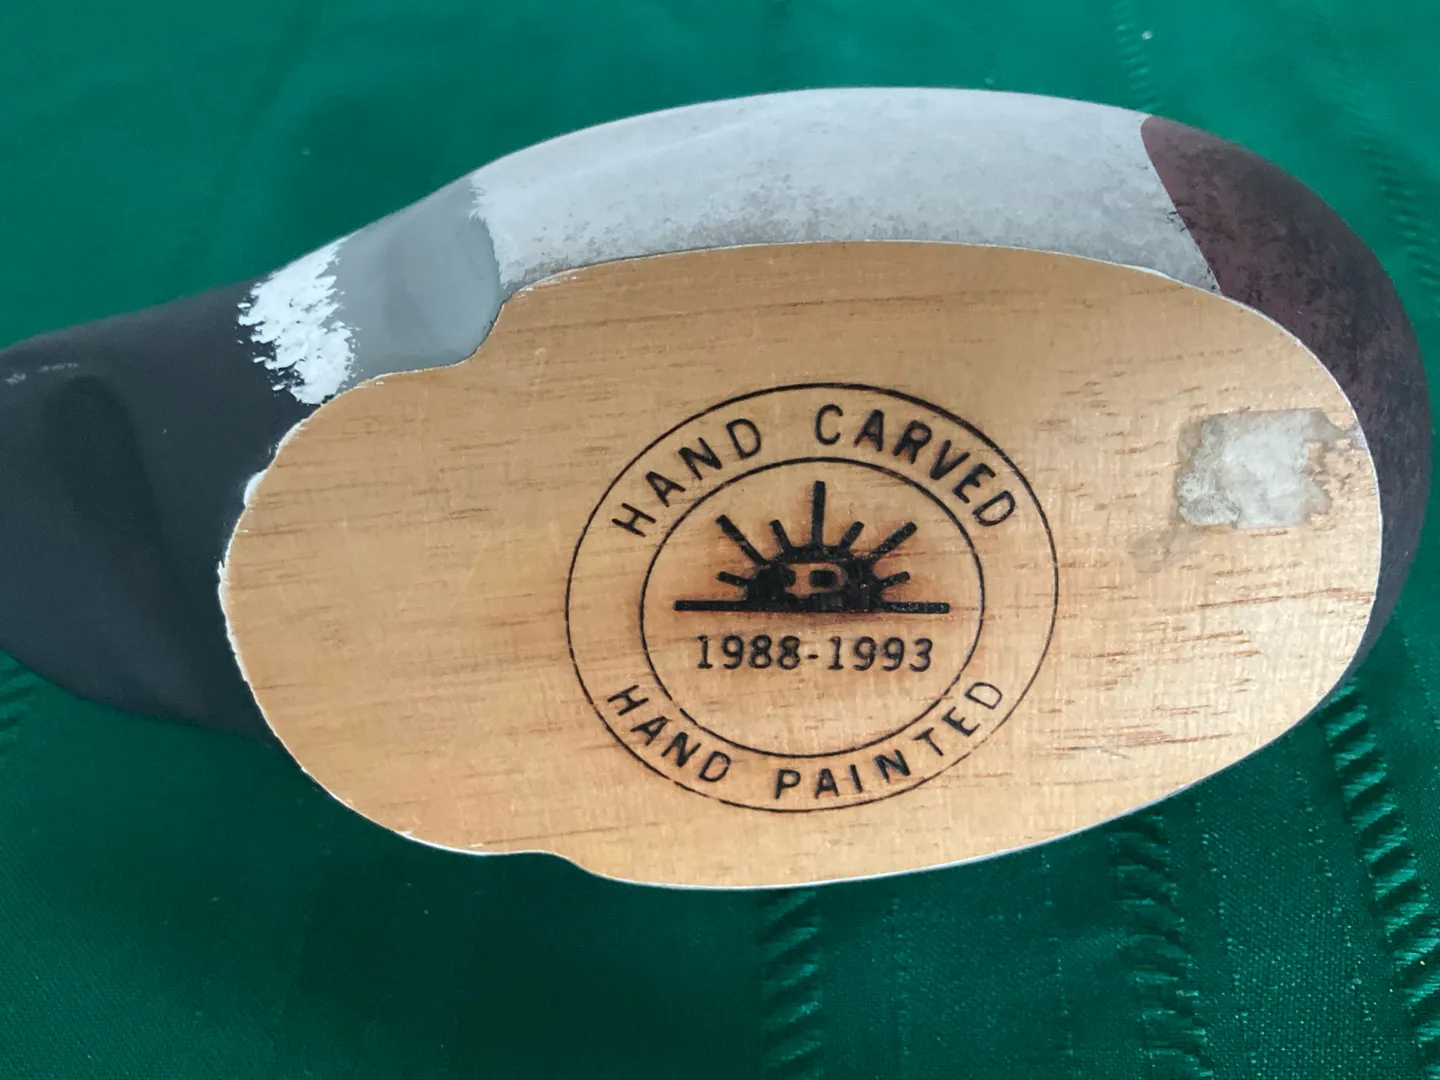 HAND CARVED
1988-1993
HAND PAINTED